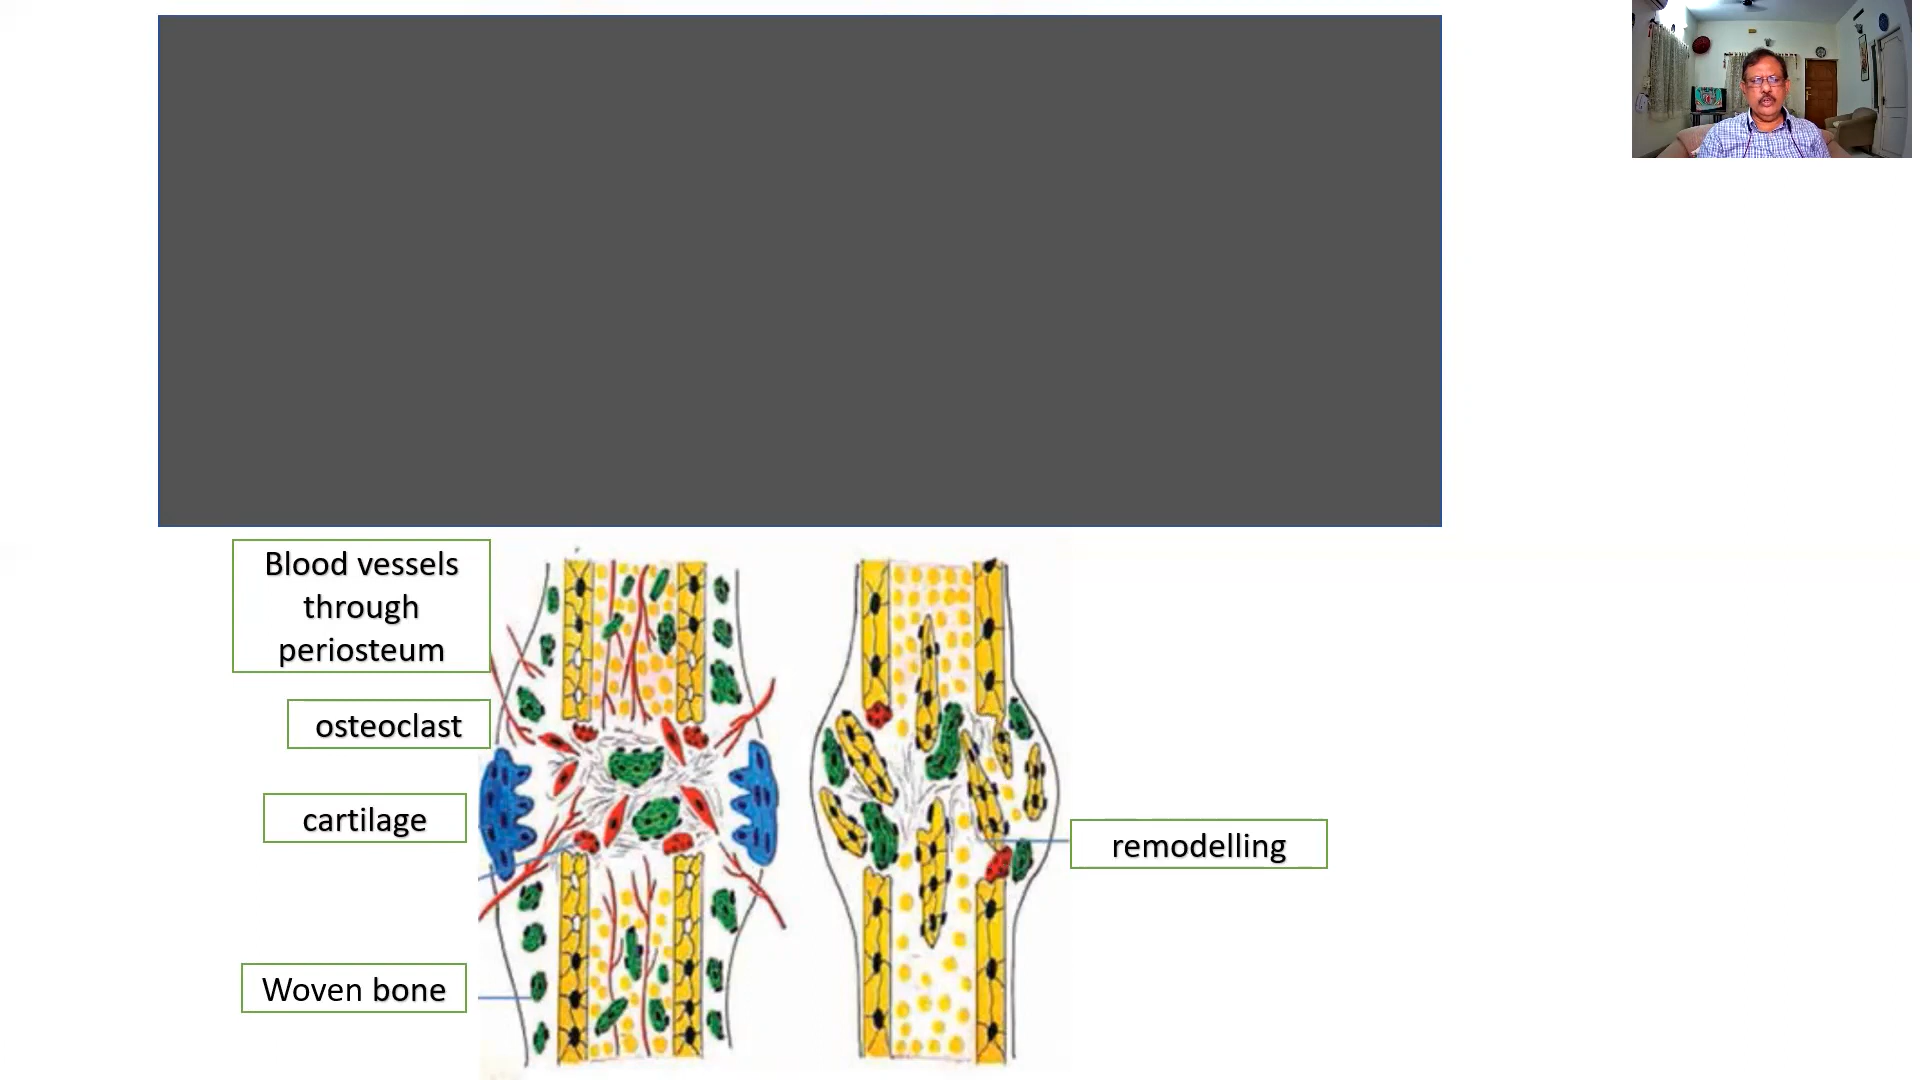 Blood vessels
through
periosteum
osteoclast
cartilage
remodelling
Woven bone